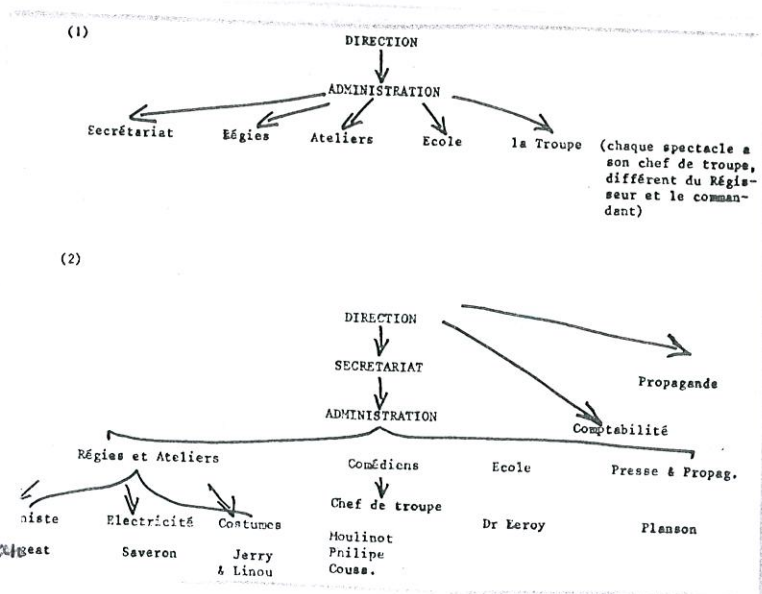 (1)
DIRECTION
ADMINISTRATION
Secrétariat Régies Ateliers Ecole la Troupe (chaque spectacle a
son chef de troupe,
différent du Régis-
seur et le comman-
dant)
(2)
DIRECTION
SECRETARIAT
Propagande
ADMINISTRATION
Comptabilité
Régies et Ateliers Comédiens Ecole Presse & Propag.
Chef de troupe
niste Electricité Costumes
Dr Leroy Planson
Moulinot
Saveron Jerry Philipe
& Linou Couss.